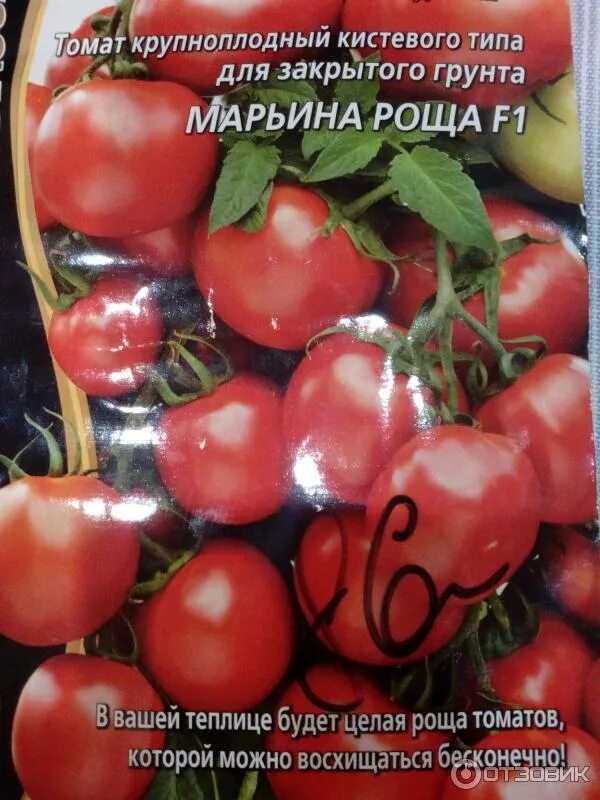 Томат крупноплодный кистевого типа
для закрытого грунта
МАРЬИНА РОЩА F1
В вашей теплице будет целая роща томатов,
которой можно восхищаться бесконечно!
ОТЗОВИК